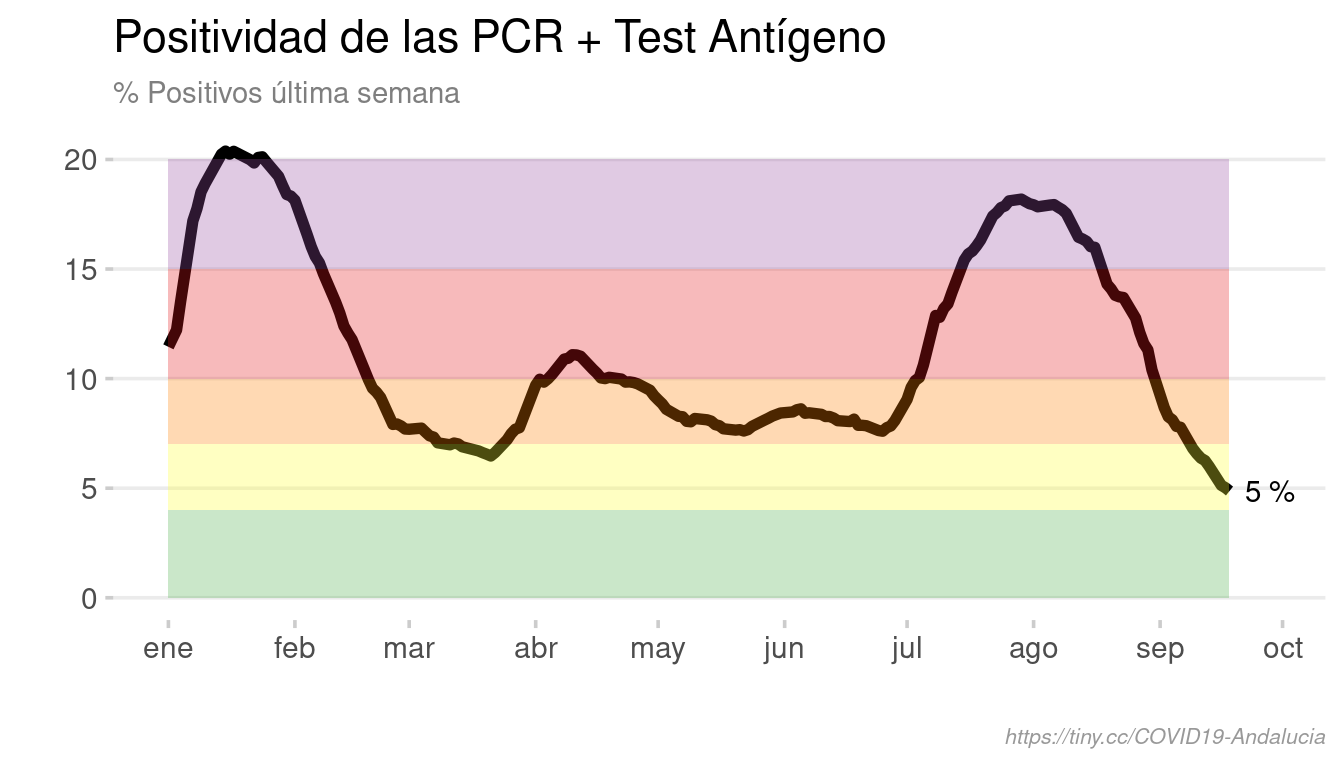 Positividad de las PCR + Test Antígeno
% Positivos última semana
20
15
10
5
0
5 %
ene feb mar abr may jun jul ago sep oct
https://tiny.cc/COVID19-Andalucia